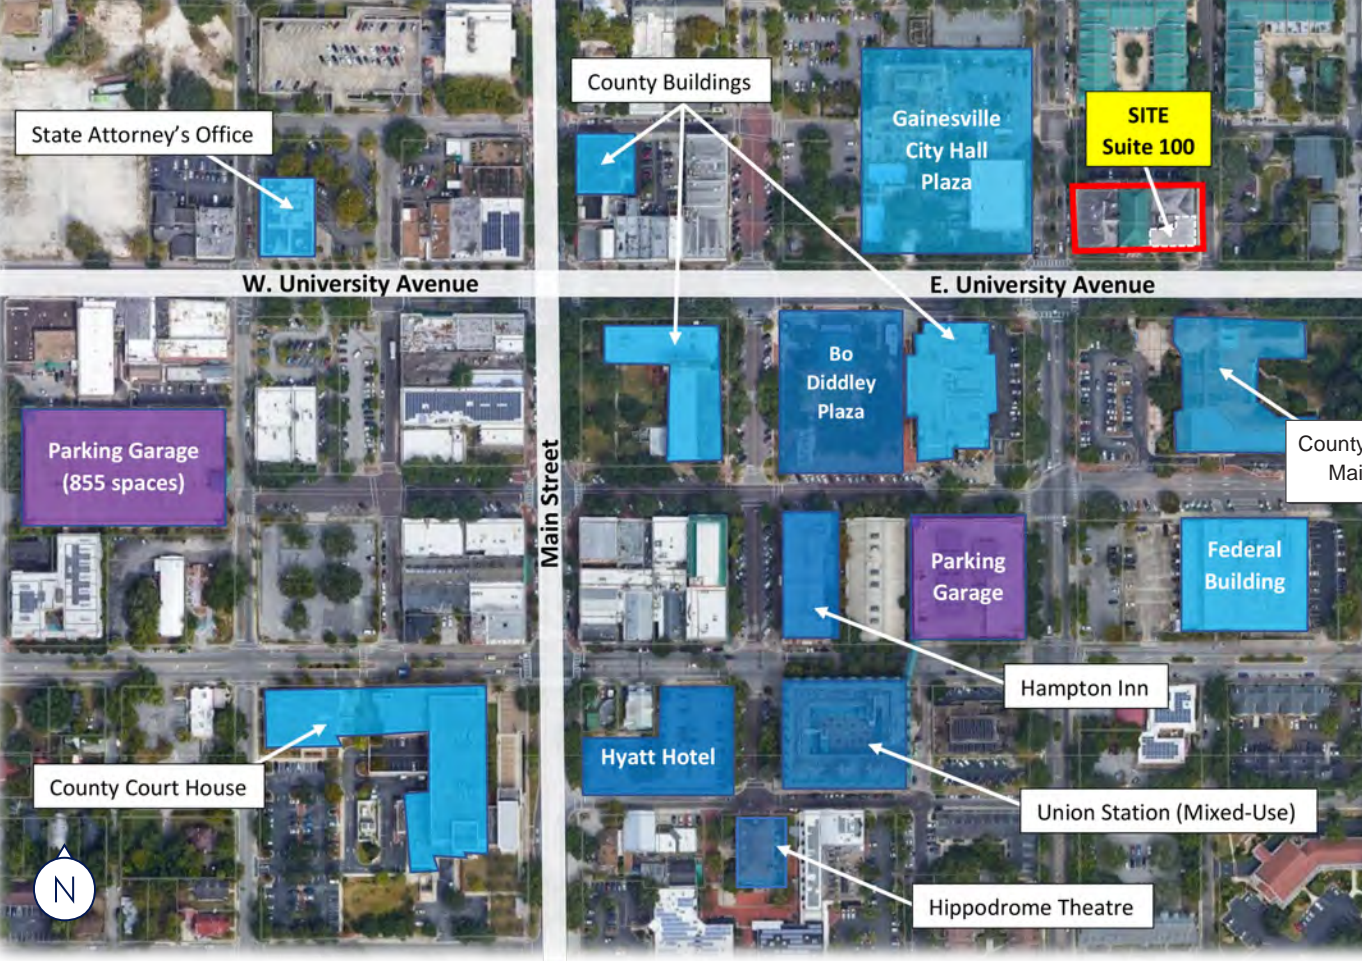 County Buildings
State Attorney's Office
Gainesville
City Hall
Plaza
SITE
Suite 100
W. University Avenue
E. University Avenue
Bo
Diddley
Plaza
Parking Garage
(855 spaces)
Main Street
County
Parking
Garage
Federal
Building
Hampton Inn
Hyatt Hotel
County Court House
Union Station (Mixed-Use)
N
Hippodrome Theatre